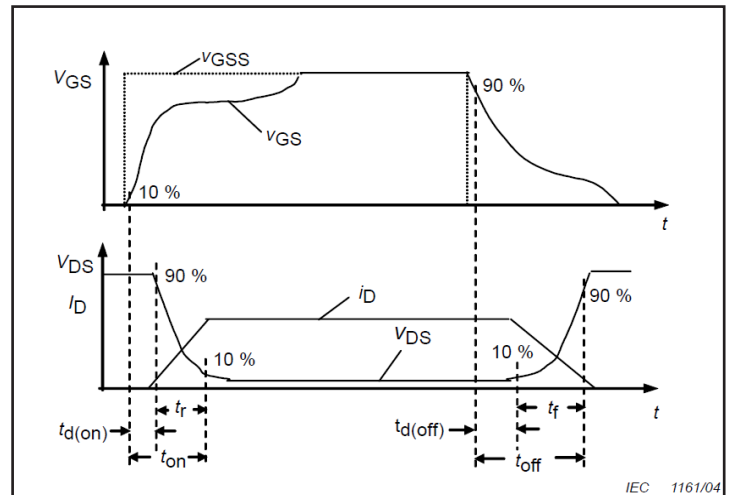 vGSS
VGS
90 %
vGS
10 %
t
VDS
90 %
ID
iD
90 %
VDS
10 %
10 %
tr
tf
t
td(on)
td(off)
ton
toff
IEC 1161/04